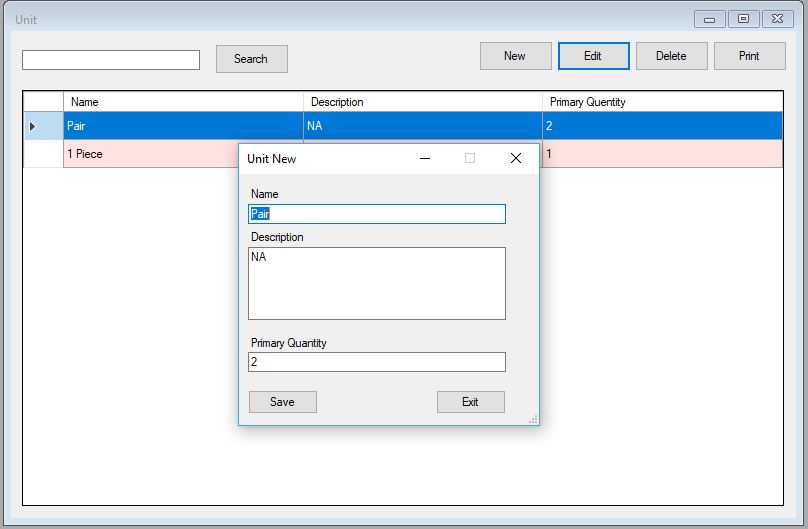 Unit
Search
New
Edit
Delete
Print
Name Description Primary Quentity
Pair NA 2
1 Piece 1
Unit New
Name
Pair
Description
NA
Primary Quantity
2
Save
Exit